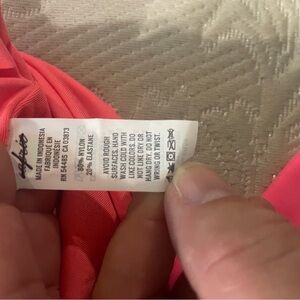 MADE IN INDONESIA
FABRIQUÉ EN
INDONÉSIE
RN 54485 CA 03873
80% NYLON
20% ELASTANE
AVOID ROUGH
SURFACES. HAND
WASH COLD WITH
LIKE COLORS. DO
NOT LINE DRY OR
HANG DRY. DO NOT
WRING OR TWIST.